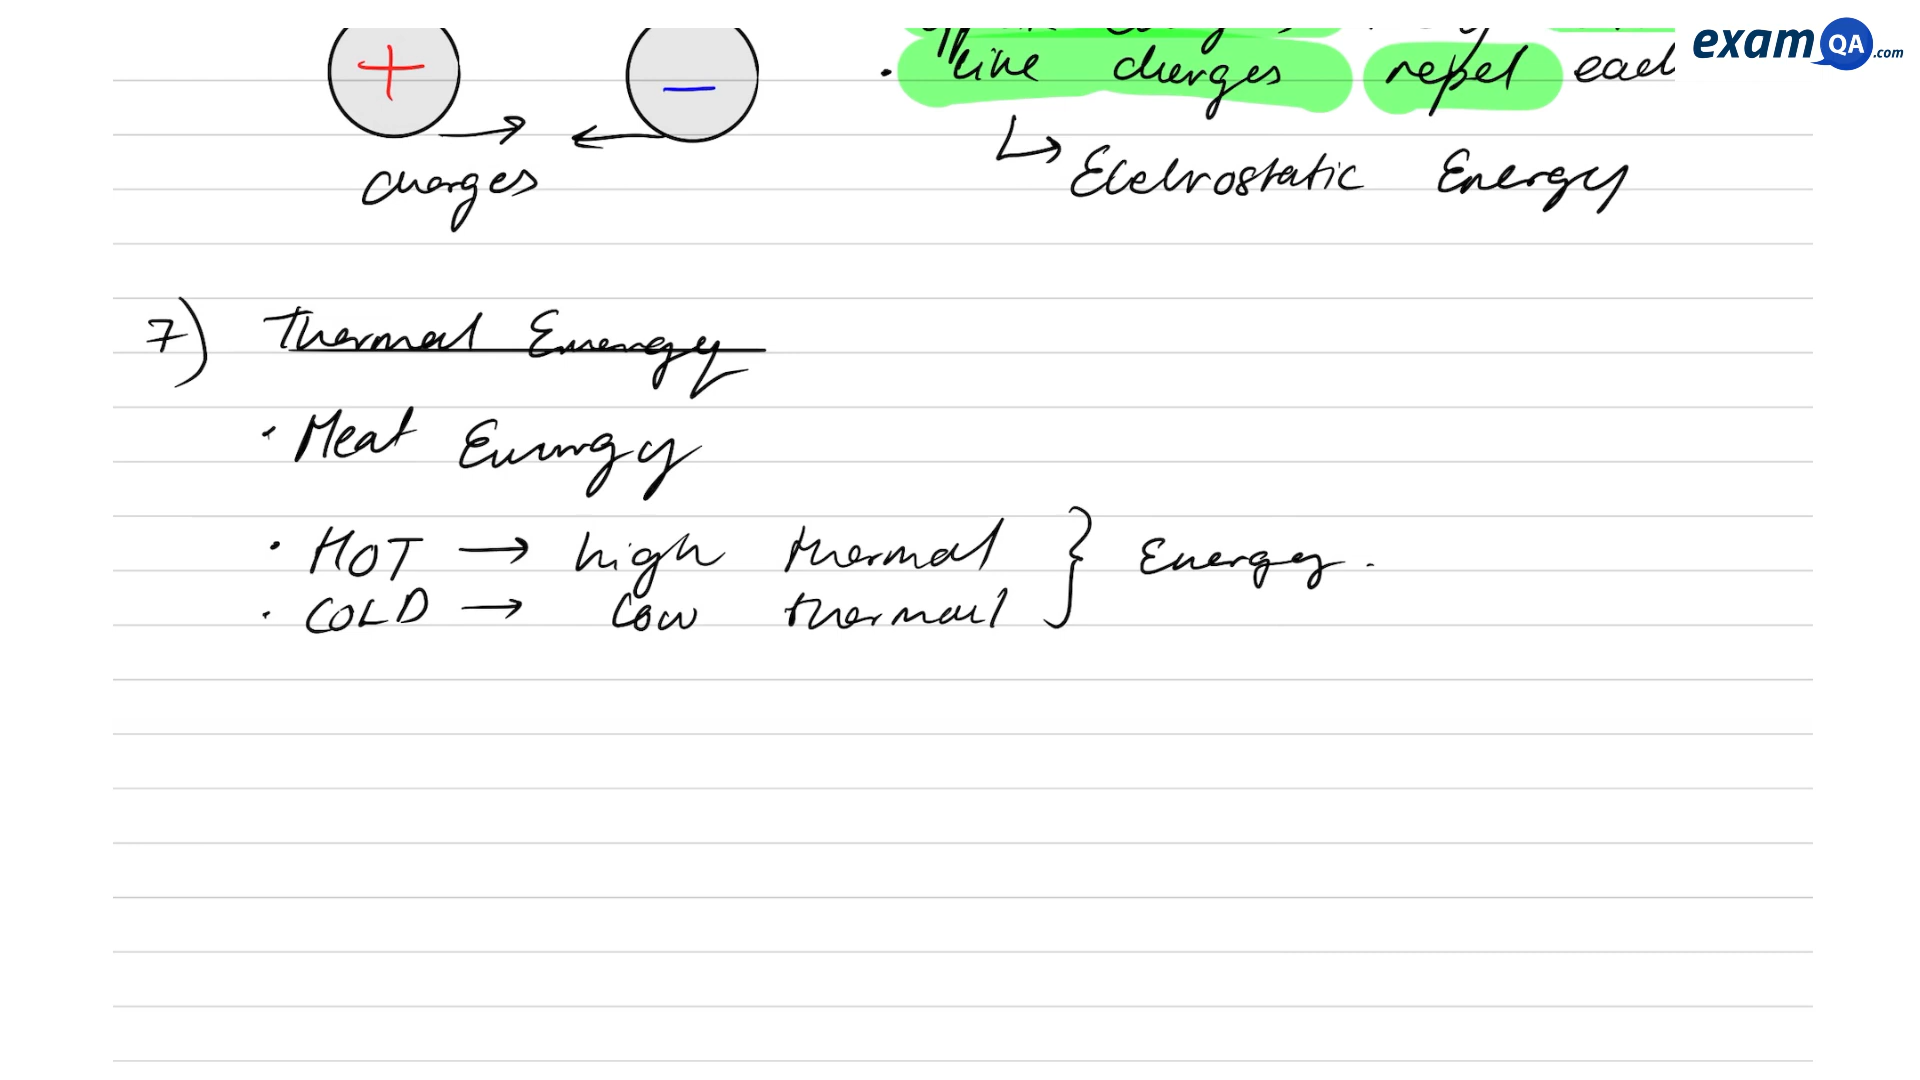 examQA.com
• like charges repel each
+ −
charges
↳ Electrostatic Energy
7) Thermal Energy
• Heat Energy
• HOT → high thermal } Energy.
• COLD → Low thermal